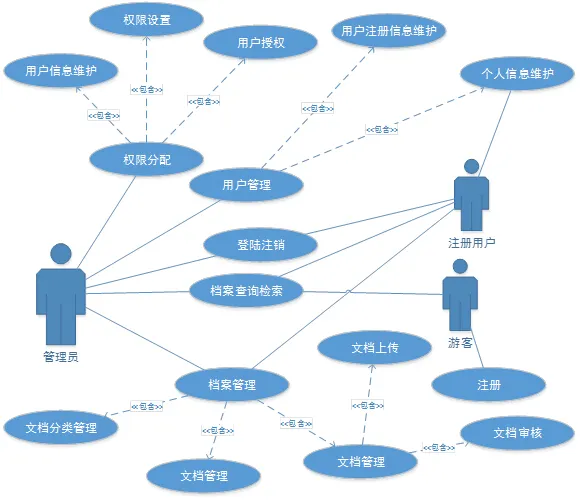 权限设置
用户授权
用户注册信息维护
用户信息维护
个人信息维护
<<包含>>
<<包含>>
<<包含>>
<<包含>>
<<包含>>
权限分配
用户管理
登陆注销
注册用户
档案查询检索
管理员
游客
文档上传
档案管理
注册
<<包含>>
<<包含>>
<<包含>>
<<包含>>
文档分类管理
<<包含>>
文档审核
文档管理
文档管理